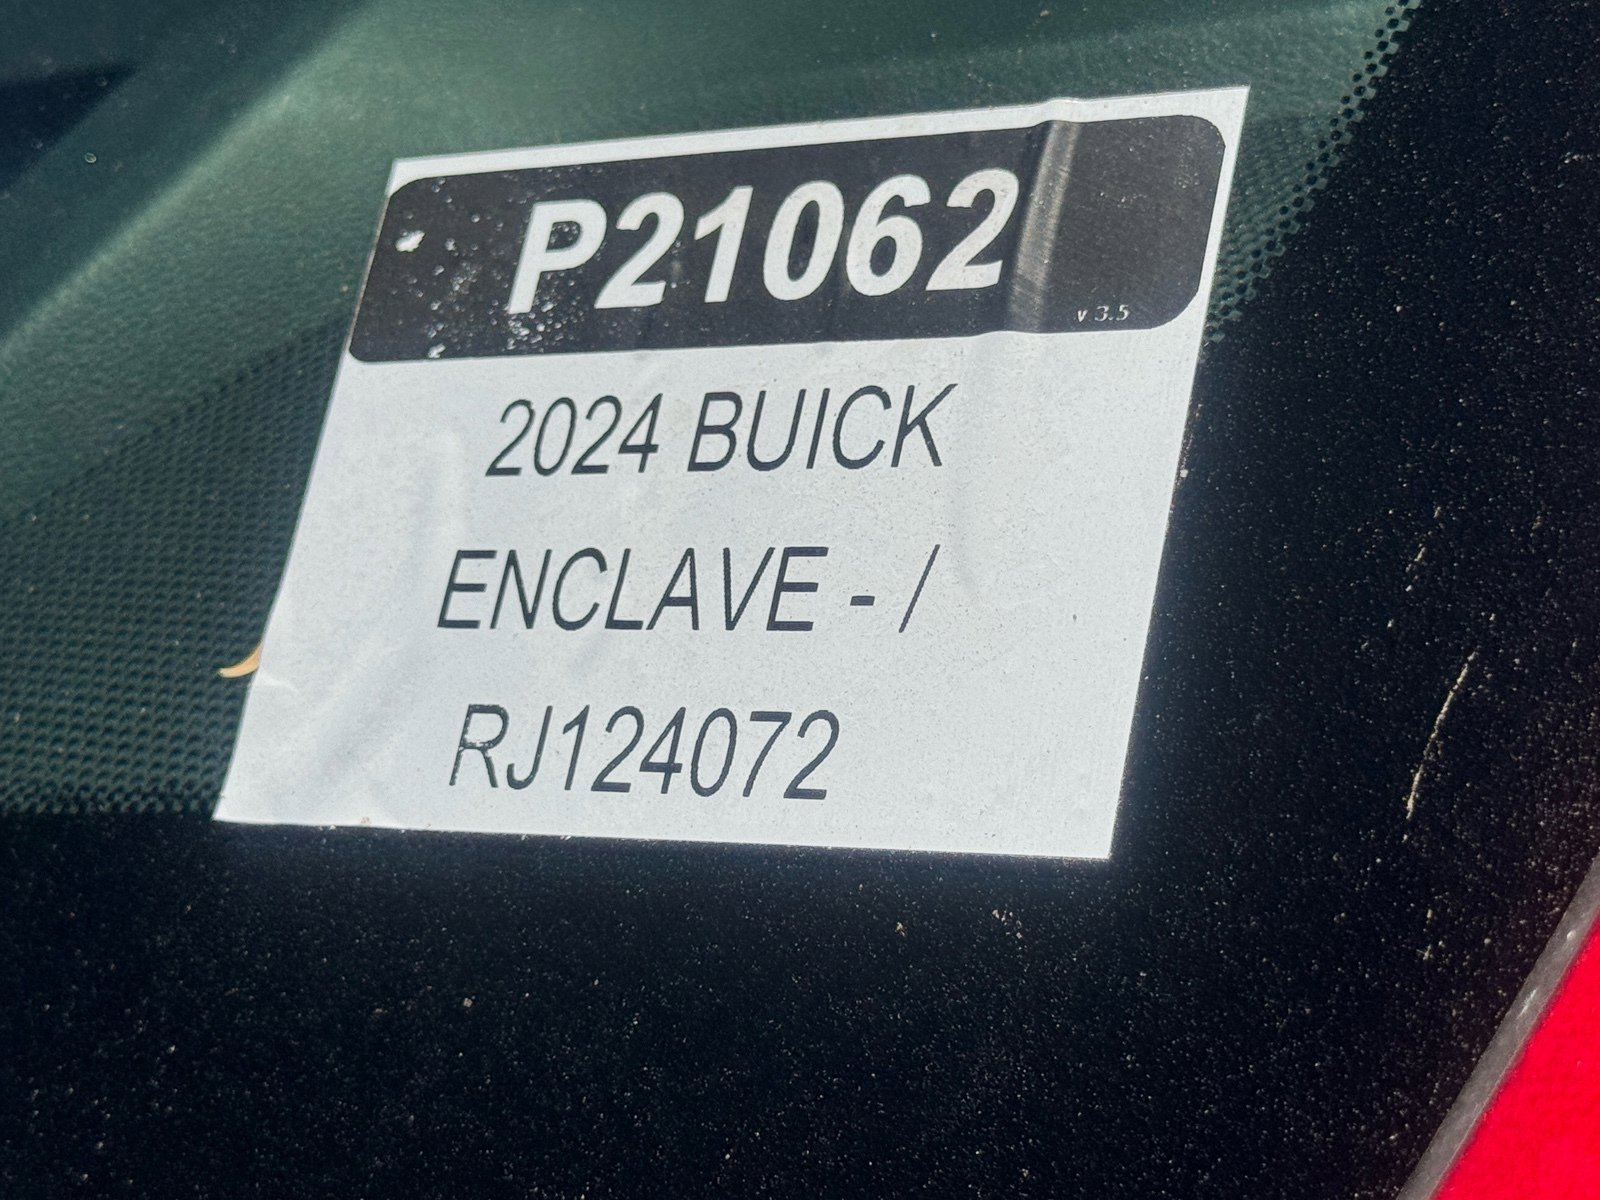 P21062
v 3.5
2024 BUICK
ENCLAVE - /
RJ124072